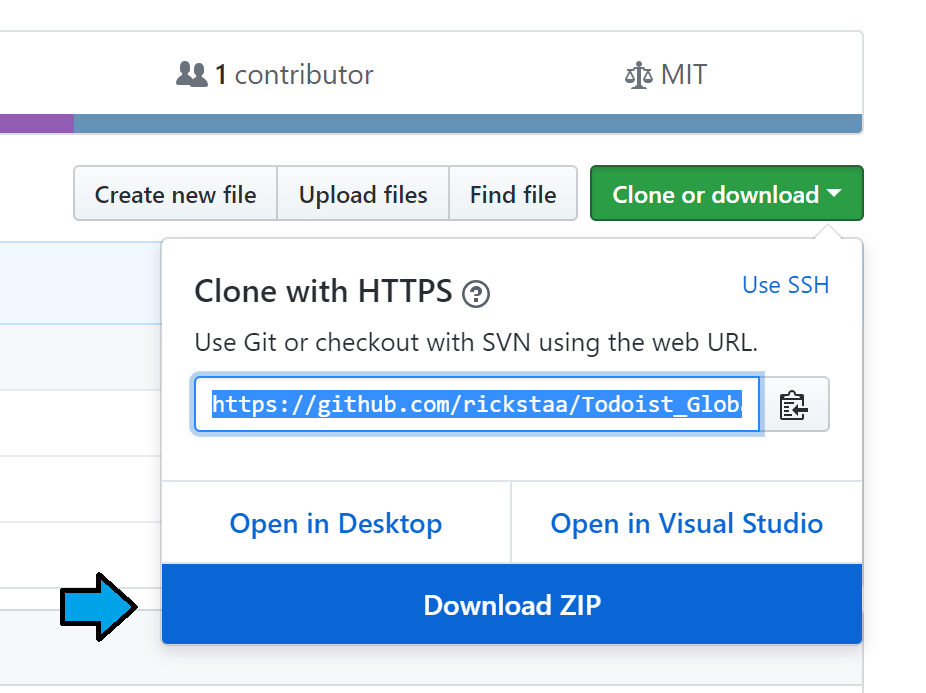 1 contributor MIT
Create new file Upload files Find file Clone or download
Clone with HTTPS ? Use SSH
Use Git or checkout with SVN using the web URL.
https://github.com/rickstaa/Todoist_Glob
Open in Desktop Open in Visual Studio
Download ZIP